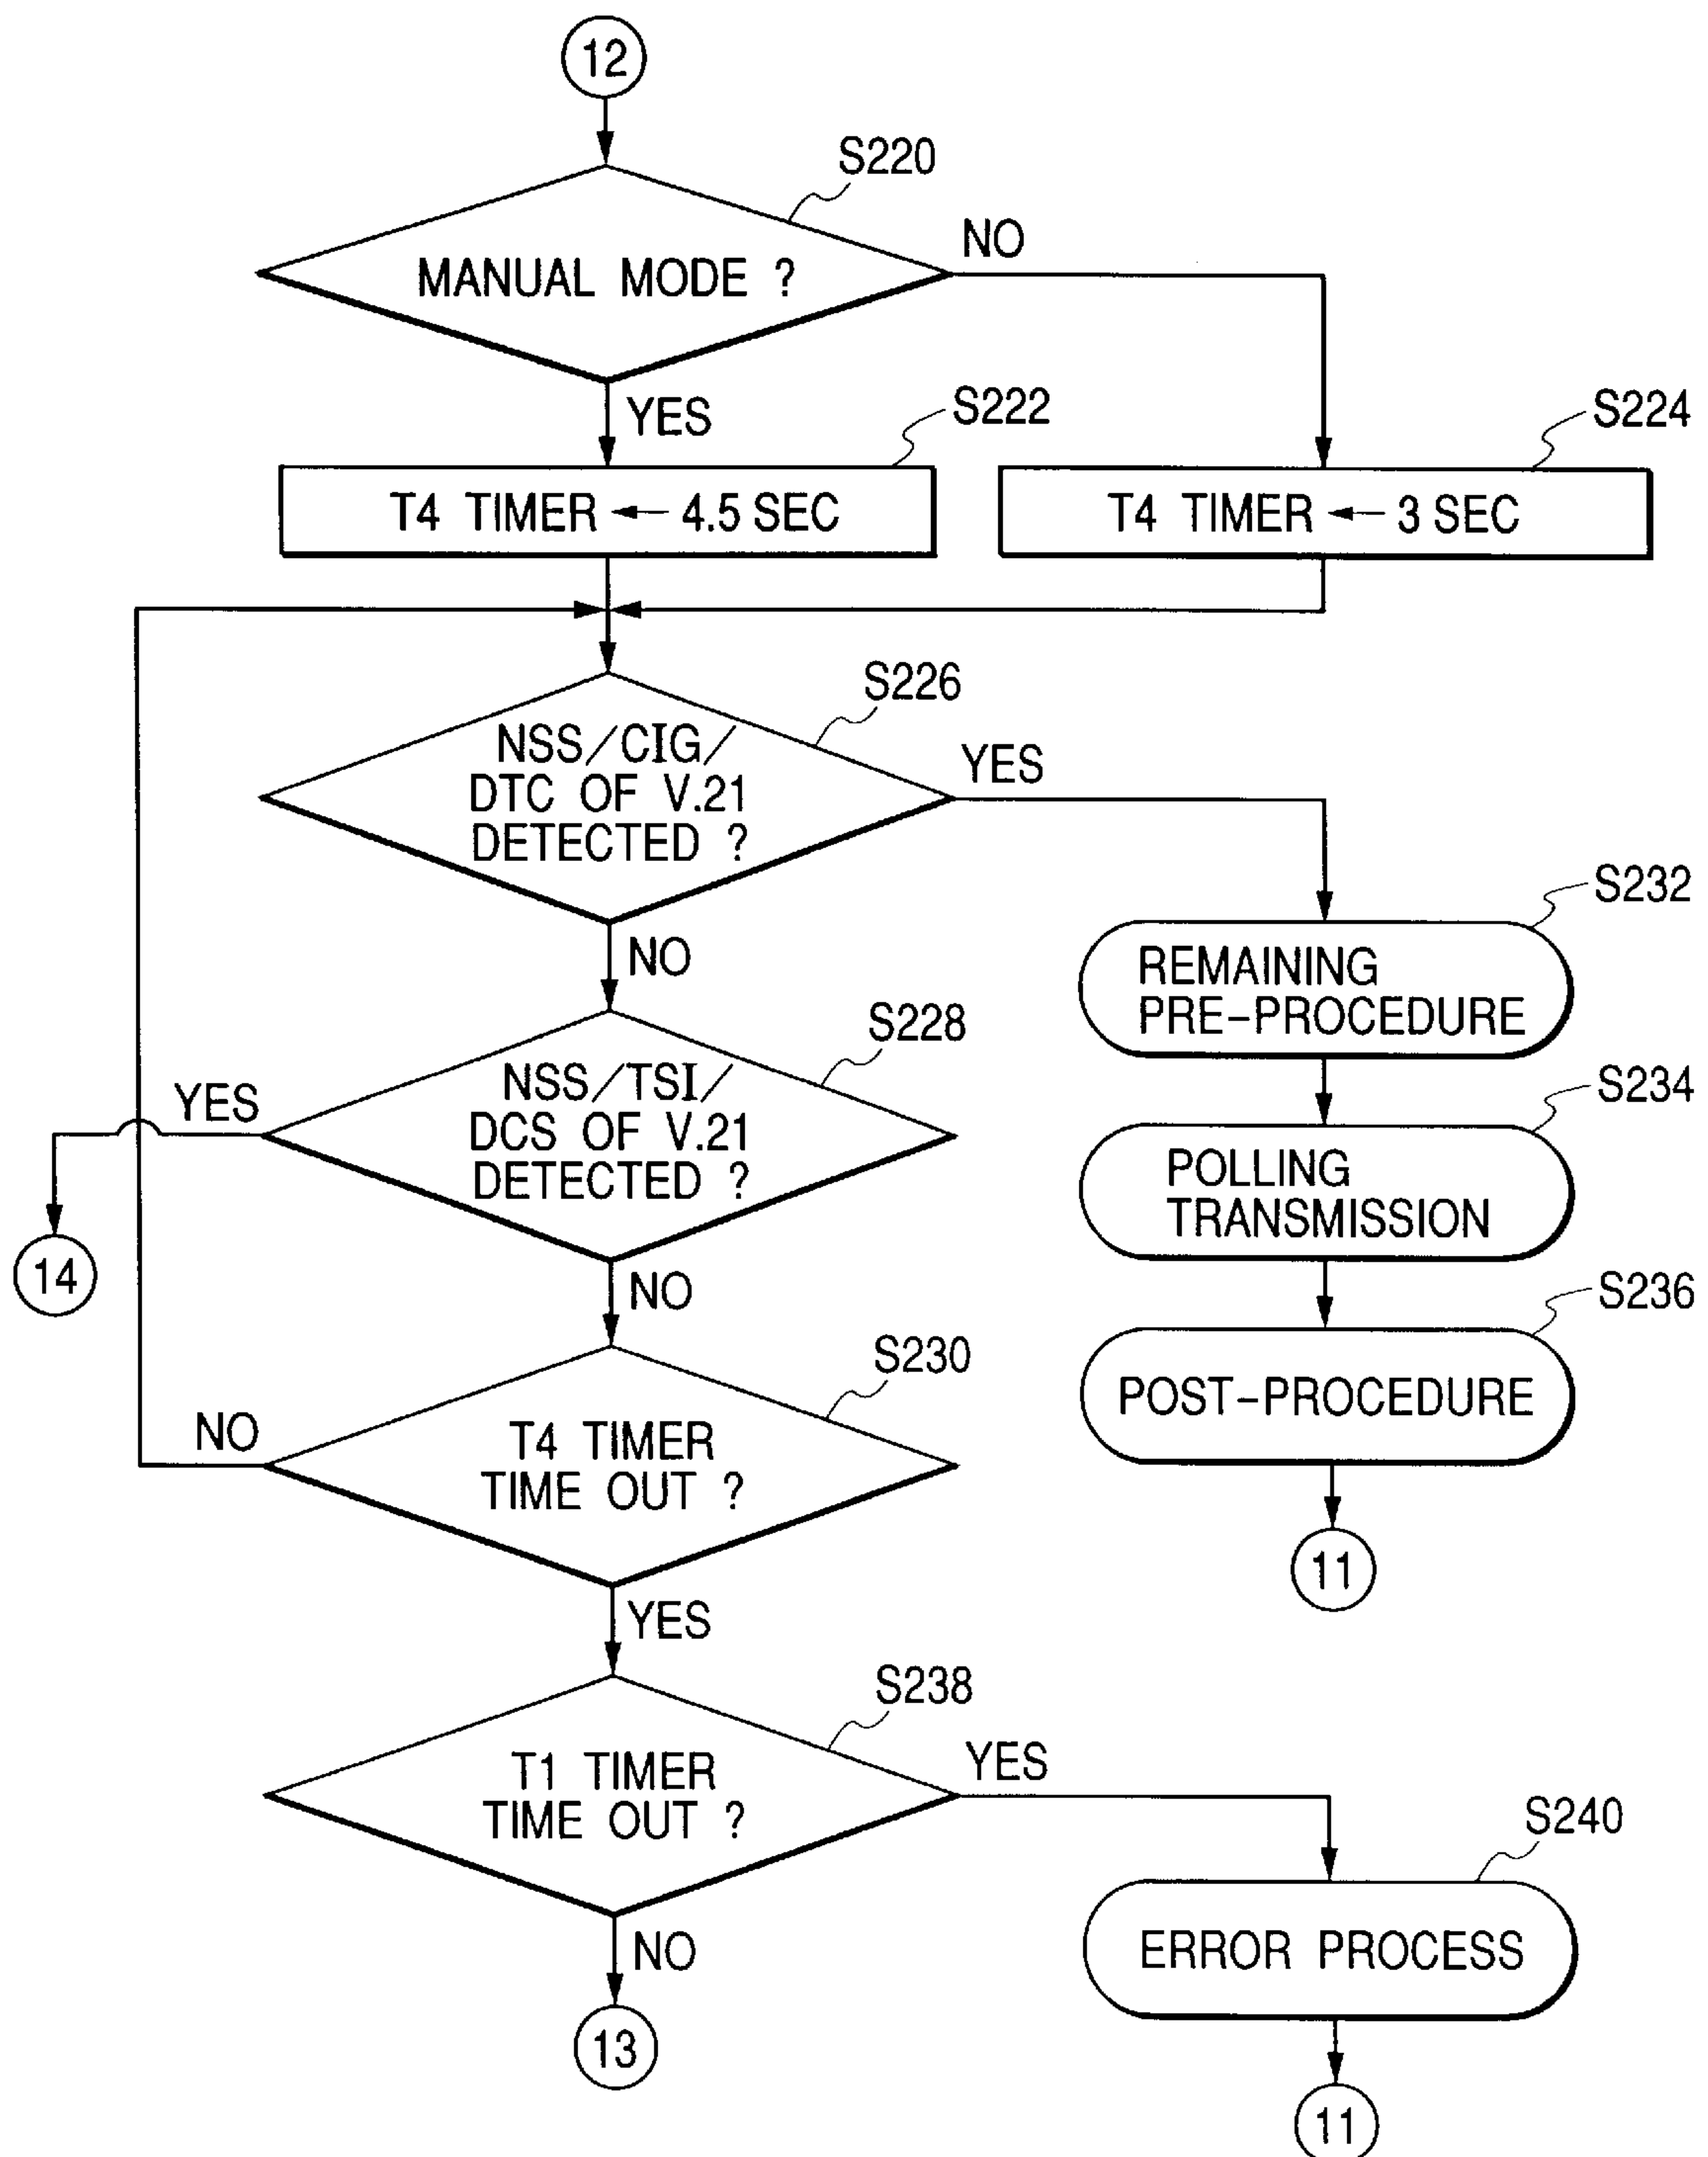 12
S220
MANUAL MODE ?
NO
YES
S222
S224
T4 TIMER ← 4.5 SEC
T4 TIMER ← 3 SEC
S226
NSS/CIG/
DTC OF V.21
DETECTED ?
YES
NO
S232
REMAINING
PRE-PROCEDURE
S228
NSS/TSI/
DCS OF V.21
DETECTED ?
YES
14
NO
S234
POLLING
TRANSMISSION
S236
POST-PROCEDURE
11
S230
T4 TIMER
TIME OUT ?
NO
YES
S238
T1 TIMER
TIME OUT ?
YES
NO
S240
ERROR PROCESS
13
11